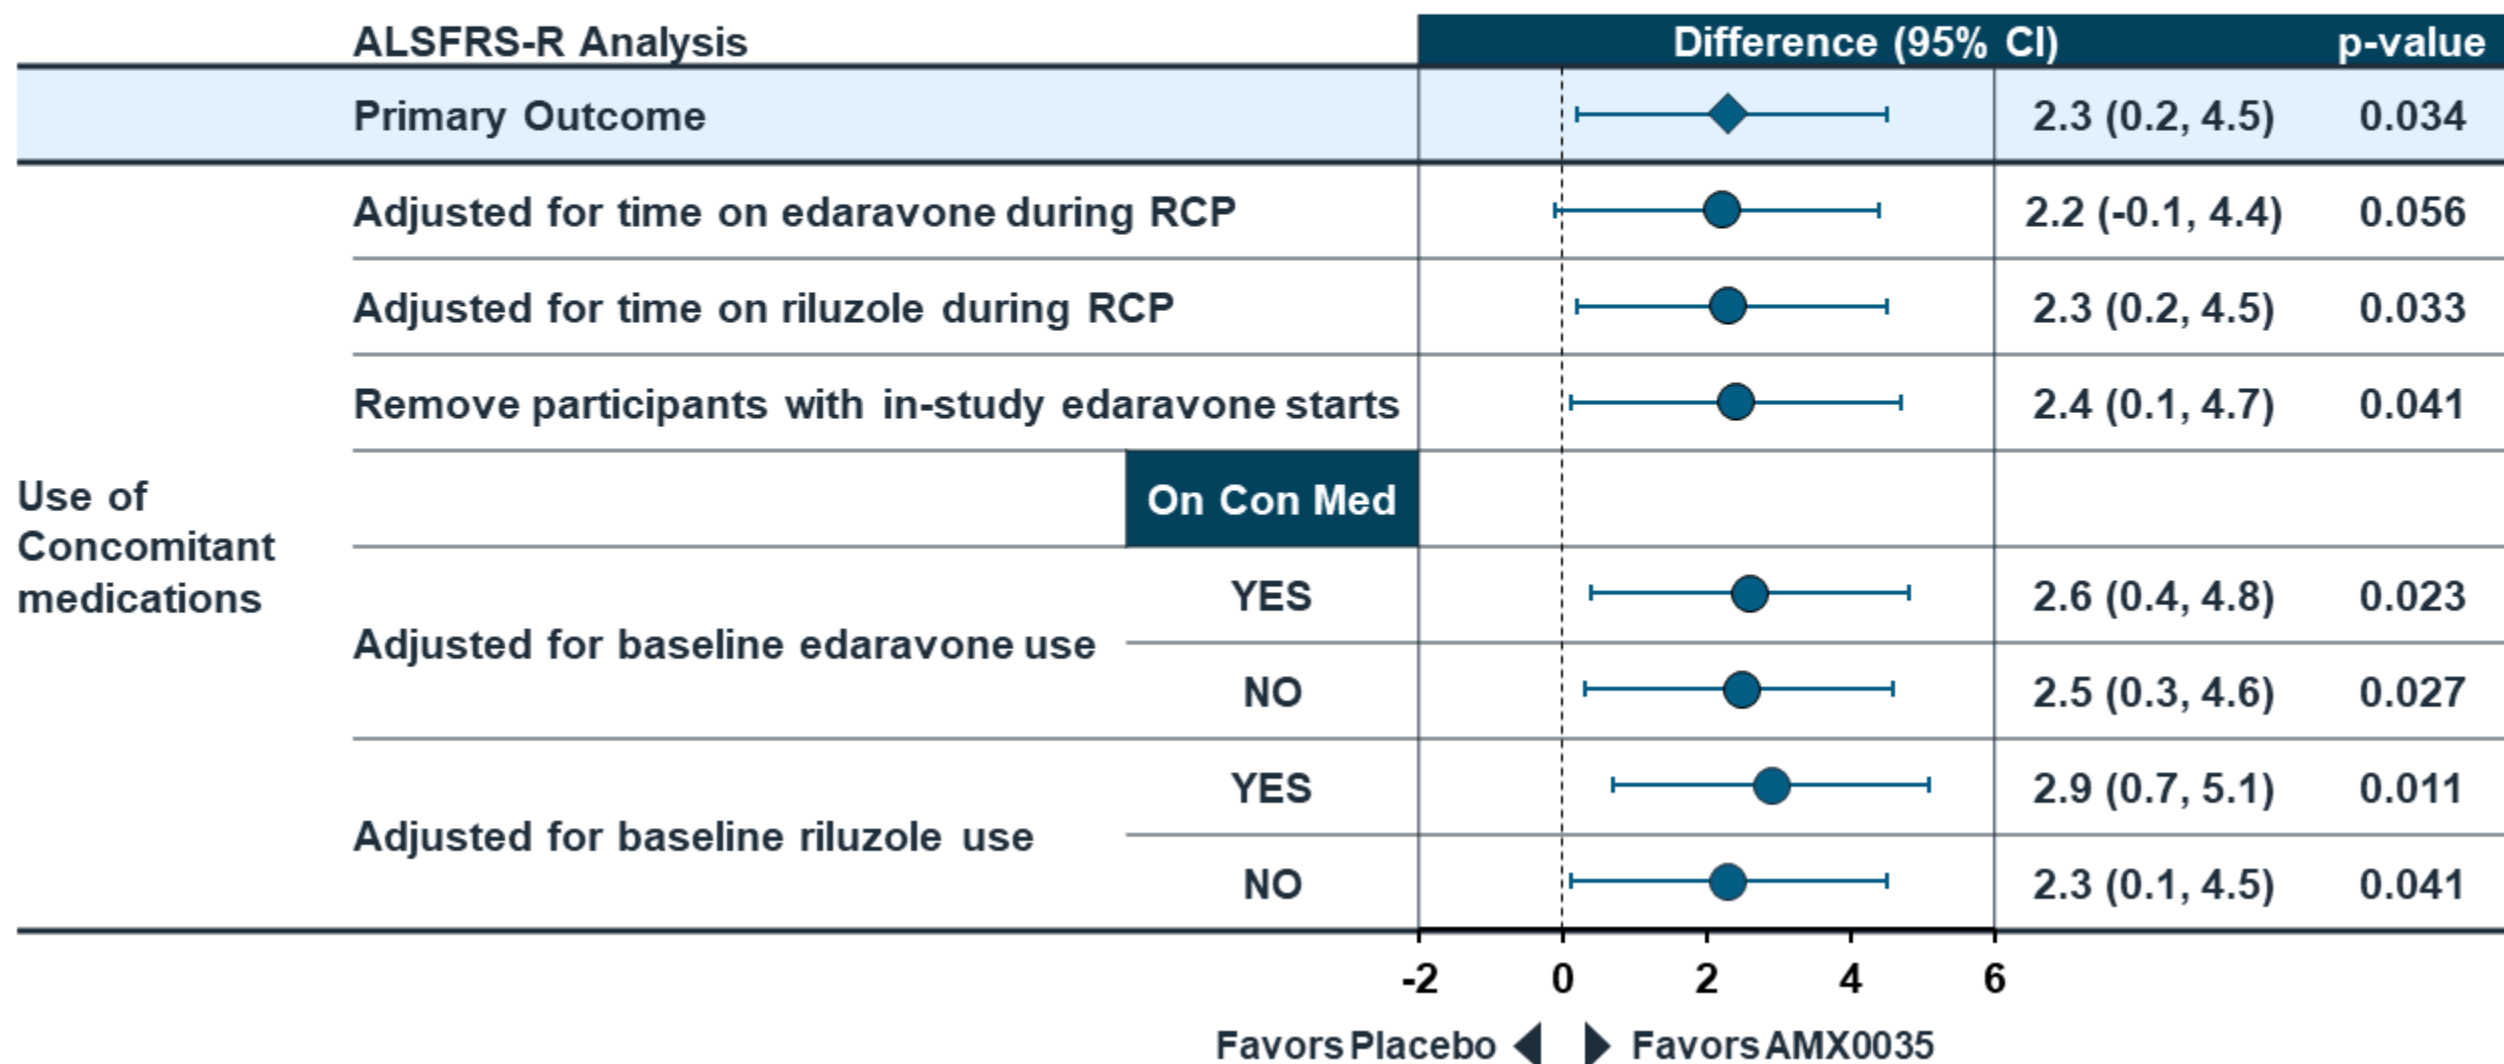 ALSFRS-R Analysis Difference (95% CI) p-value
Primary Outcome 2.3 (0.2, 4.5) 0.034
Adjusted for time on edaravone during RCP 2.2 (-0.1, 4.4) 0.056
Adjusted for time on riluzole during RCP 2.3 (0.2, 4.5) 0.033
Remove participants with in-study edaravone starts 2.4 (0.1, 4.7) 0.041
Use of
Concomitant
medications
On Con Med
Adjusted for baseline edaravone use
YES 2.6 (0.4, 4.8) 0.023
NO 2.5 (0.3, 4.6) 0.027
Adjusted for baseline riluzole use
YES 2.9 (0.7, 5.1) 0.011
NO 2.3 (0.1, 4.5) 0.041
-2 0 2 4 6
Favors Placebo Favors AMX0035